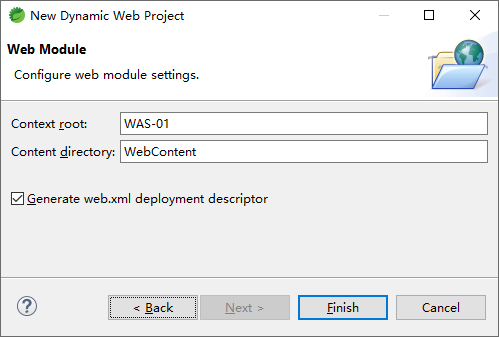 New Dynamic Web Project
Web Module
Configure web module settings.
Context root: WAS-01
Content directory: WebContent
Generate web.xml deployment descriptor
? < Back Next > Finish Cancel